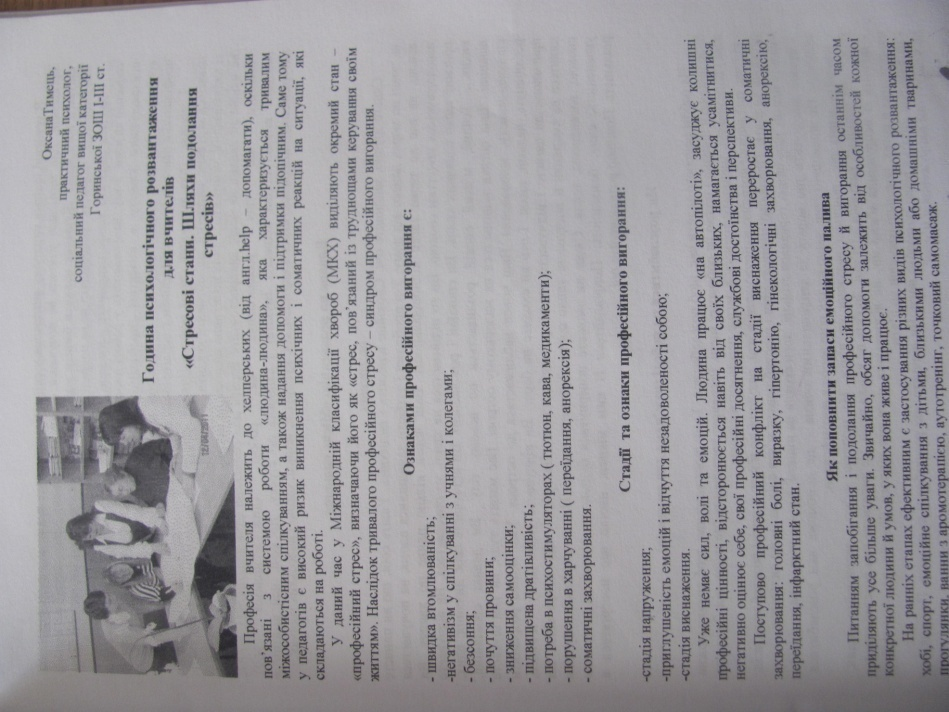 ОксанаТимець,
практичний психолог,
соціальний педагог вищої категорії
Горинської ЗОШ І-ІІІ ст.
Година психологічного розвантаження
для вчителів
«Стресові стани. Шляхи подолання
стресів»
Професія вчителя належить до хелперських (від англ.help – допомагати), оскільки
пов'язані з системою роботи «людина-людина», яка характеризується тривалим
міжособистісним спілкуванням, а також надання допомоги і підтримки підопічним. Саме тому
у педагогів є високий ризик виникнення психічних і соматичних реакцій на ситуації, які
складаються на роботі.
У даний час у Міжнародній класифікації хвороб (МКХ) виділяють окремий стан –
«професійний стрес», визначаючи його як «стрес, пов'язаний із труднощами керування своїм
життям». Наслідок тривалого професійного стресу – синдром професійного вигорання.
Ознаками професійного вигорання є:
- швидка втомлюваність;
-негативізм у спілкуванні з учнями і колегами;
- безсоння;
- почуття провини;
- зниження самооцінки;
- підвищена дратівливість;
- потреба в психостимуляторах ( тютюн, кава, медикаменти);
- порушення в харчуванні ( переїдання, анорексія);
- соматичні захворювання.
Стадії та ознаки професійного вигорання:
-стадія напруження;
-приглушеність емоцій і відчуття незадоволеності собою;
-стадія виснаження.
Уже немає сил, волі та емоцій. Людина працює «на автопілоті», засуджує колишні
професійні цінності, відсторонюється навіть від своїх близьких, намагається усамітнитися,
негативно оцінює себе, свої професійні досягнення, службові достоїнства і перспективи.
Поступово професійний конфлікт на стадії виснаження переростає у соматичні
захворювання: головні болі, виразку, гіпертонію, гінекологічні захворювання, анорексію,
переїдання, інфарктний стан.
Як поповнити запаси емоційного палива
Питанням запобігання і подолання професійного стресу й вигорання останнім часом
приділяють усе більше уваги. Звичайно, обсяг допомоги залежить від особливостей кожної
конкретної людини й умов, у яких вона живе і працює.
На ранніх етапах ефективним є застосування різних видів психологічного розвантаження:
хобі, спорт, емоційне спілкування з дітьми, близькими людьми або домашніми тваринами,
прогулянки, ванни з аромотерапією, аутотренінг, точковий самомасаж.